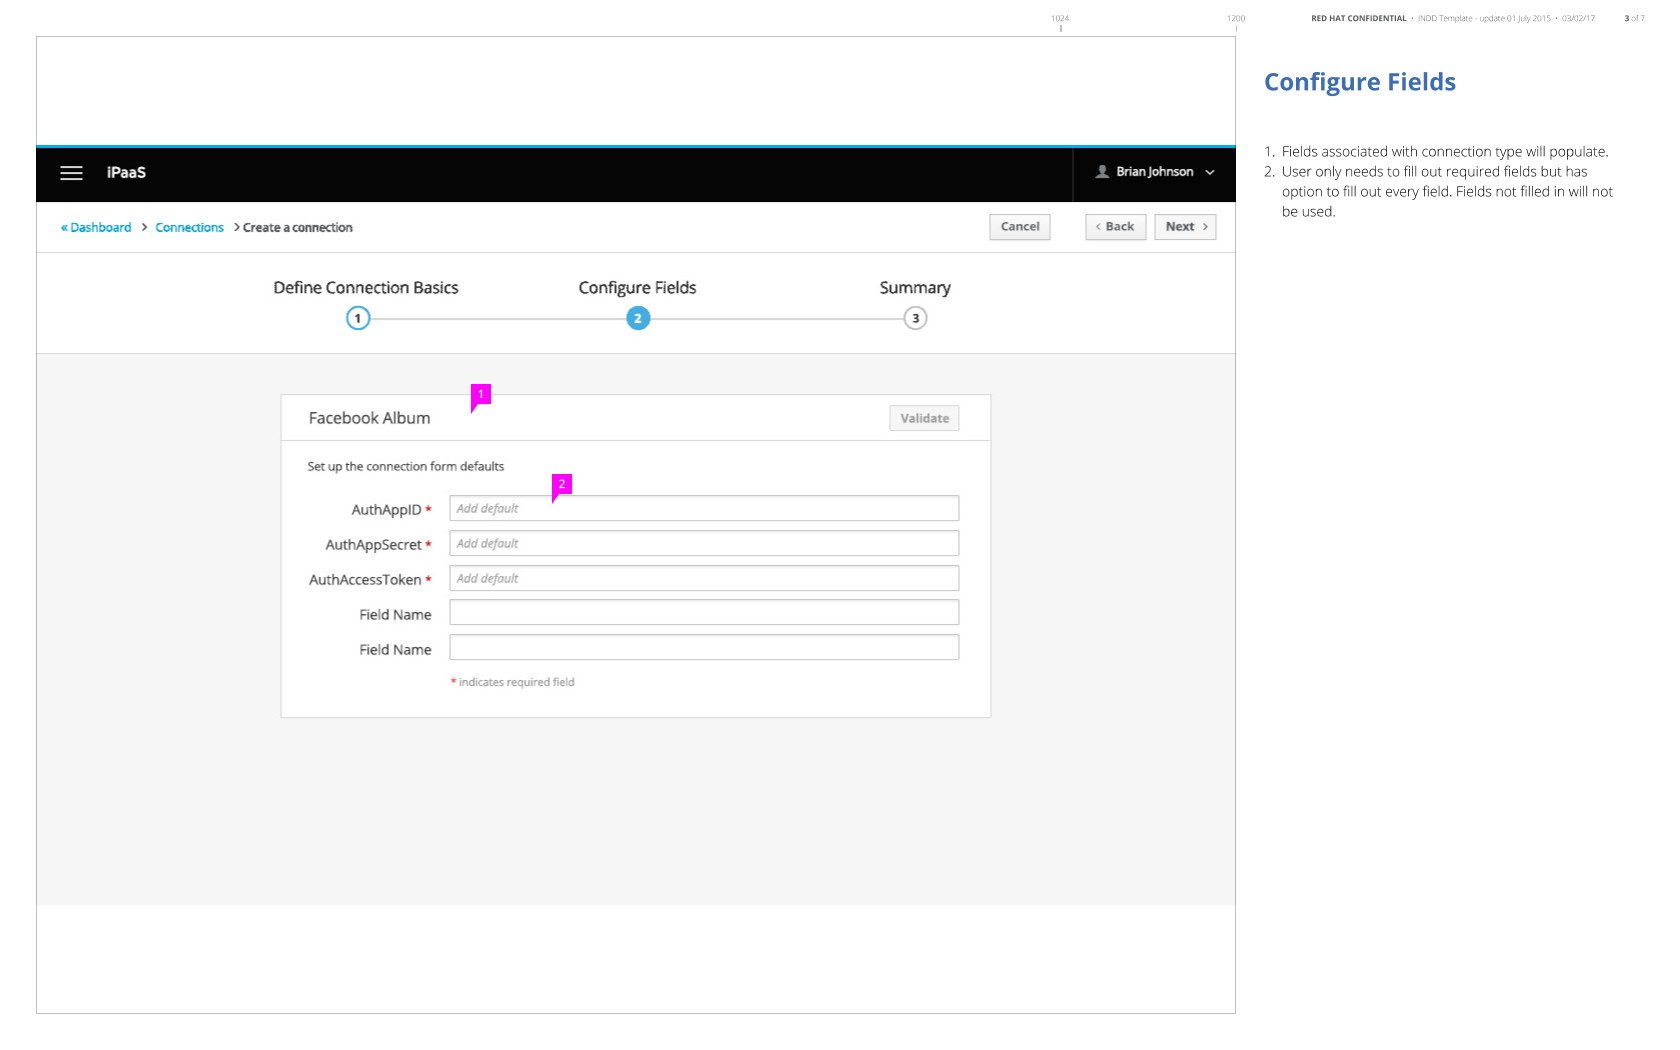 1024
1200
RED HAT CONFIDENTIAL • INDD Template - update 01 July 2015 • 03/02/17 3 of 7
Configure Fields
1. Fields associated with connection type will populate.
2. User only needs to fill out required fields but has
option to fill out every field. Fields not filled in will not
be used.
iPaaS
Brian Johnson
« Dashboard > Connections > Create a connection
Cancel
< Back
Next >
Define Connection Basics
Configure Fields
Summary
1
2
3
1
Facebook Album
Validate
Set up the connection form defaults
2
AuthAppID * Add default
AuthAppSecret * Add default
AuthAccessToken * Add default
Field Name
Field Name
* indicates required field